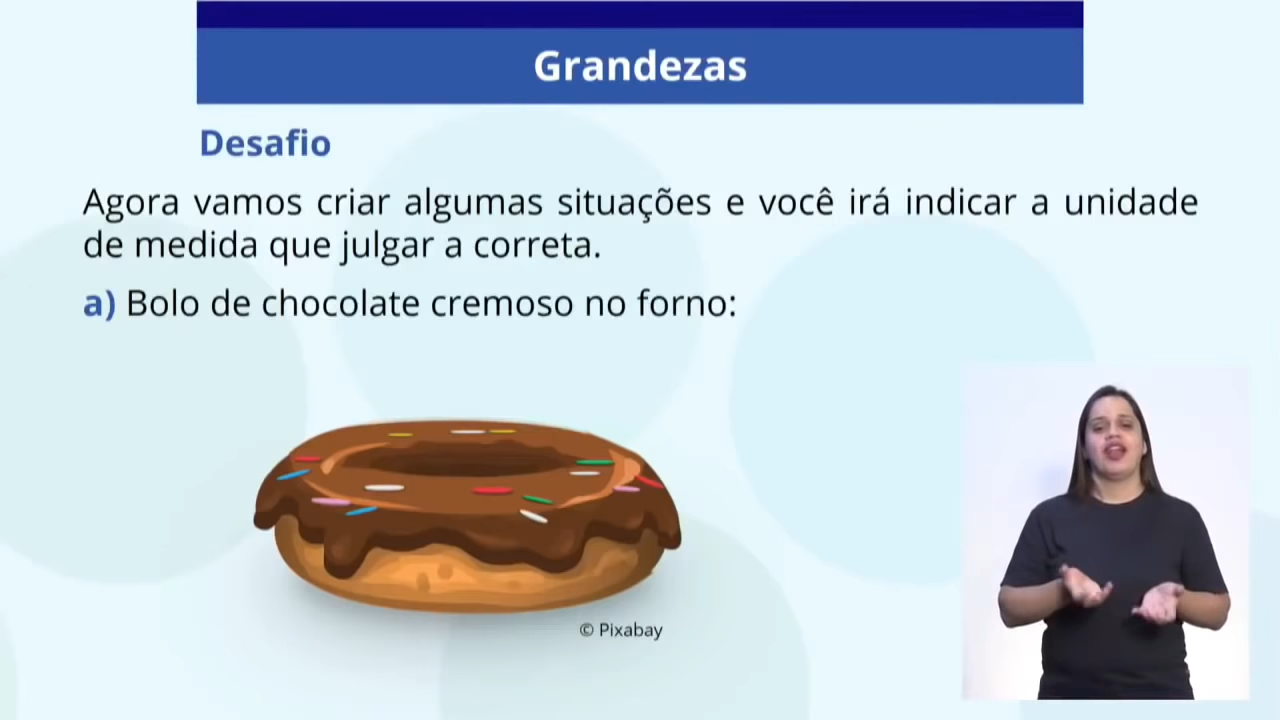 Grandezas
Desafio
Agora vamos criar algumas situações e você irá indicar a unidade
de medida que julgar a correta.
a) Bolo de chocolate cremoso no forno:
© Pixabay